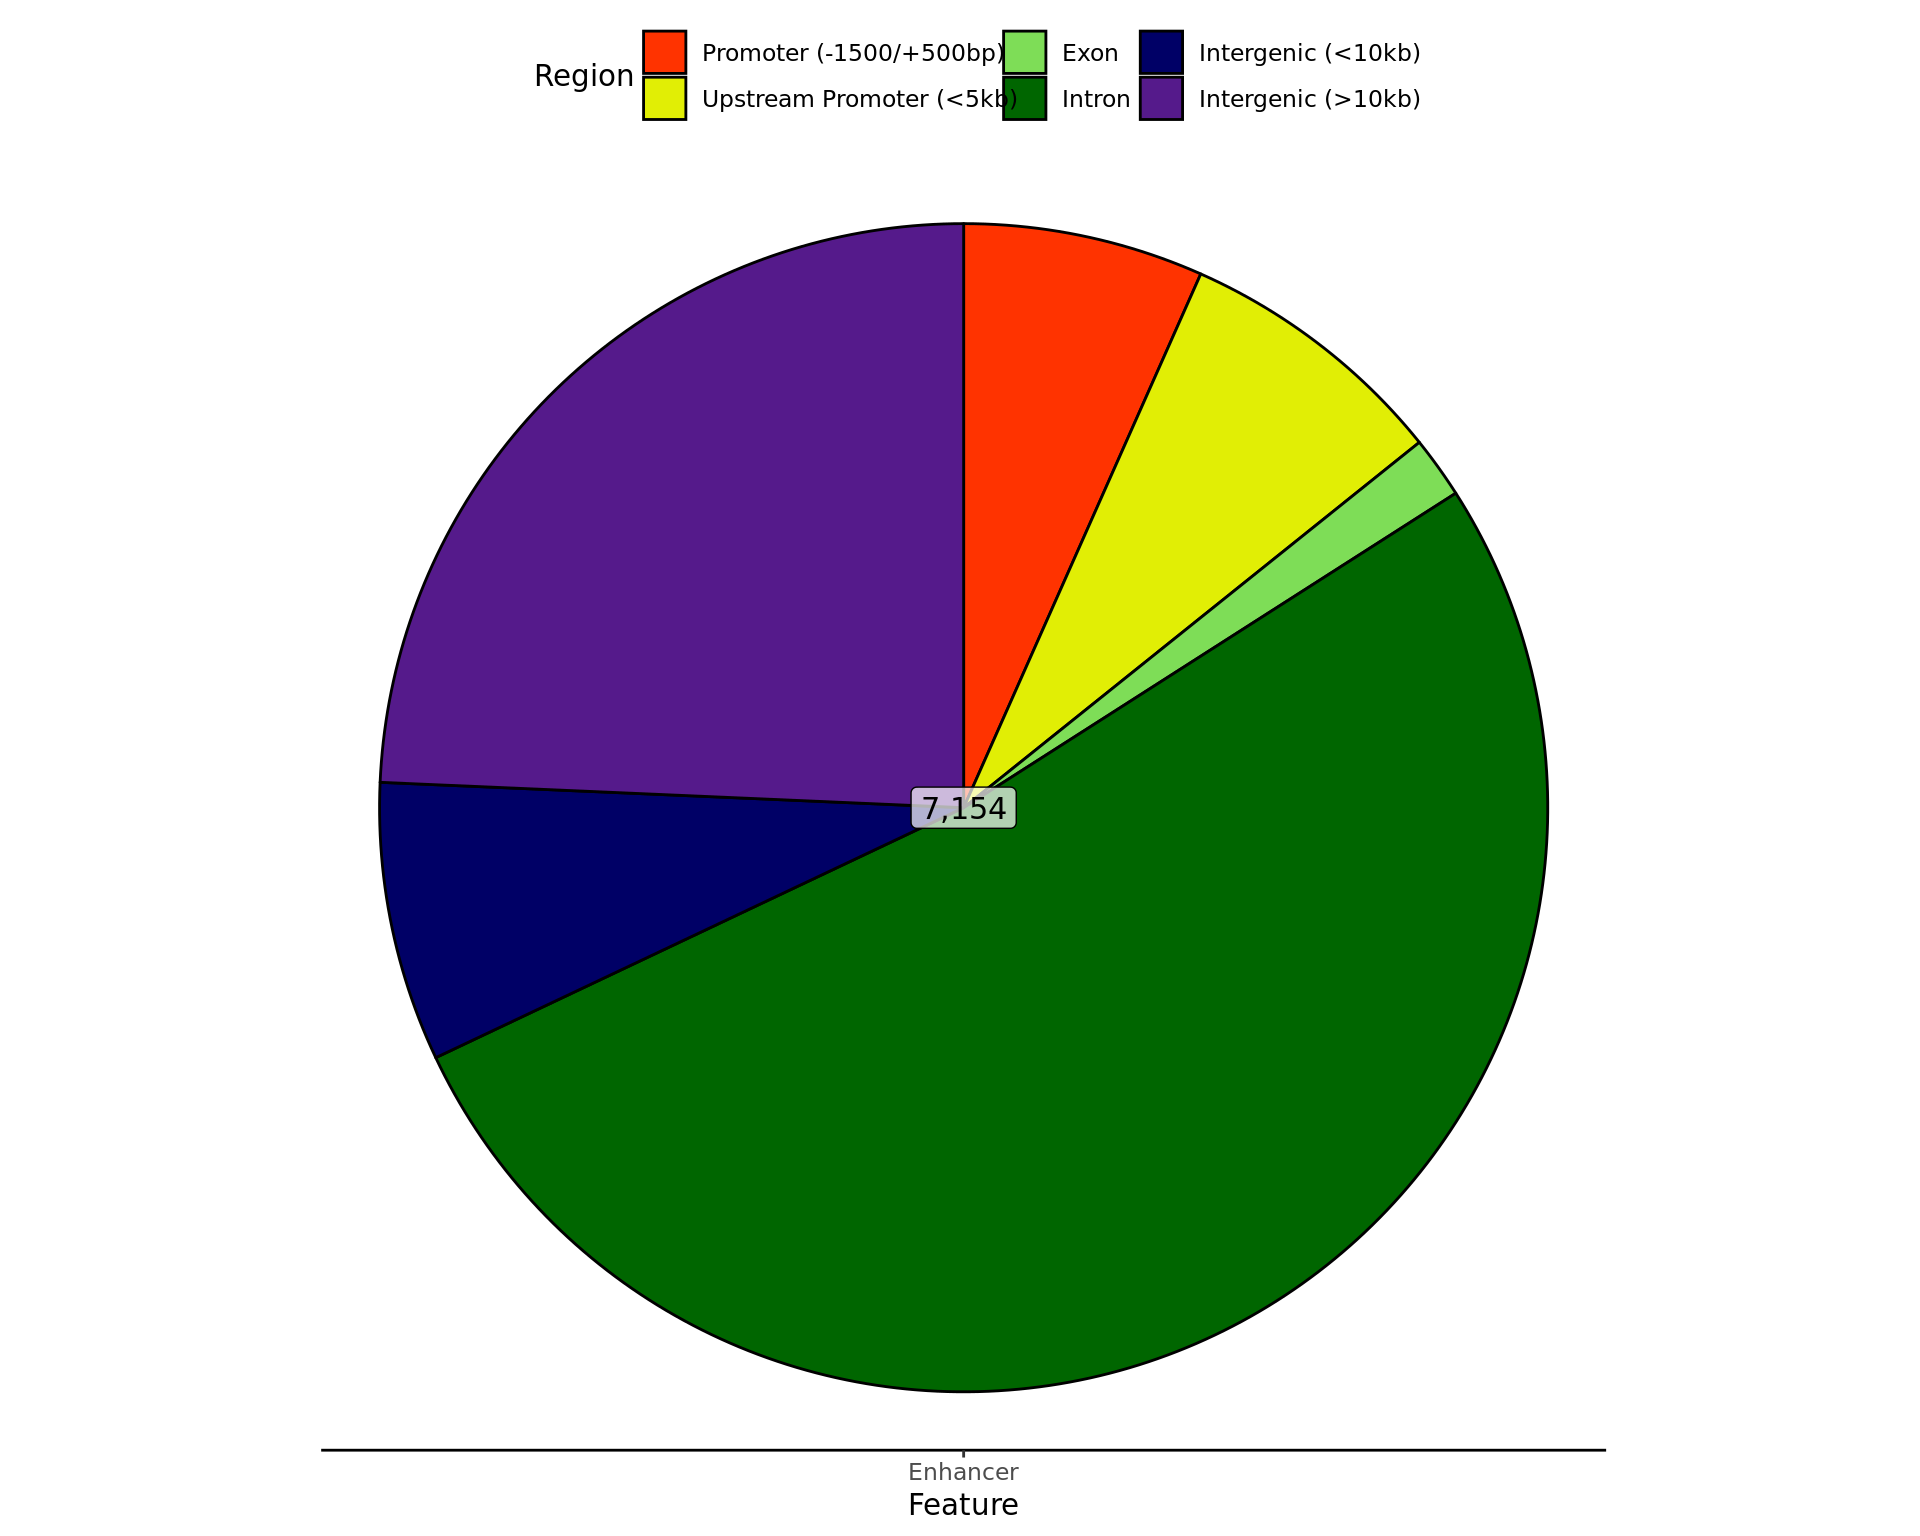 Region
Promoter (-1500/+500bp)
Upstream Promoter (<5kb)
Exon
Intron
Intergenic (<10kb)
Intergenic (>10kb)
7,154
Enhancer
Feature